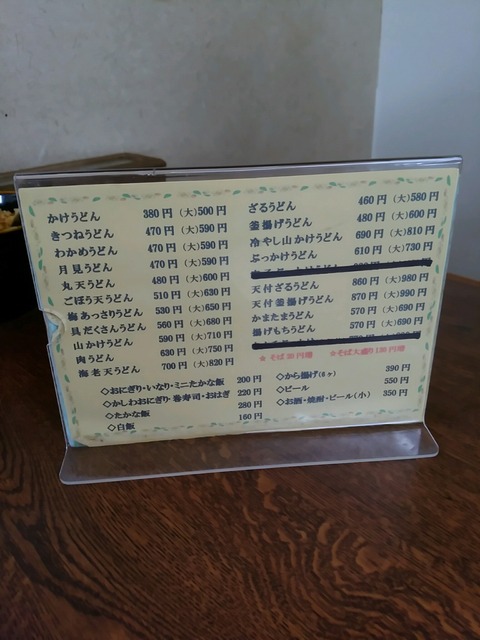 かけうどん 380円 (大)500円
きつねうどん 470円 (大)590円
わかめうどん 470円 (大)590円
月見うどん 470円 (大)590円
丸天うどん 480円 (大)600円
ごぼう天うどん 510円 (大)630円
梅あっさりうどん 530円 (大)650円
具だくさんうどん 560円 (大)680円
山かけうどん 590円 (大)710円
肉うどん 630円 (大)750円
海老天うどん 700円 (大)820円
ざるうどん 460円 (大)580円
釜揚げうどん 480円 (大)600円
冷やし山かけうどん 690円 (大)810円
ぶっかけうどん 610円 (大)730円
天付ざるうどん 860円 (大)980円
天付釜揚げうどん 870円 (大)990円
かまたまうどん 570円 (大)690円
揚げもちうどん 570円 (大)690円
★そば30円増 ★そば大盛り
◇おにぎり・いなり・ミニたかな飯 200円
◇かしわおにぎり・巻寿司・おはぎ 220円
◇たかな飯 280円
◇白飯 160円
◇から揚げ(6ヶ) 390円
◇ビール 550円
◇お酒・焼酎・ビール(小) 350円